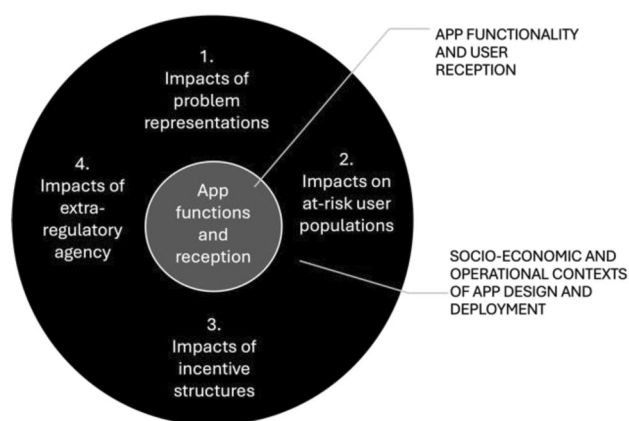 APP FUNCTIONALITY
AND USER
RECEPTION
1.
Impacts of
problem
representations
2.
Impacts on
at-risk user
populations
4.
Impacts of
extra-
regulatory
agency
App
functions
and
reception
3.
Impacts of
incentive
structures
SOCIO-ECONOMIC AND
OPERATIONAL CONTEXTS
OF APP DESIGN AND
DEPLOYMENT